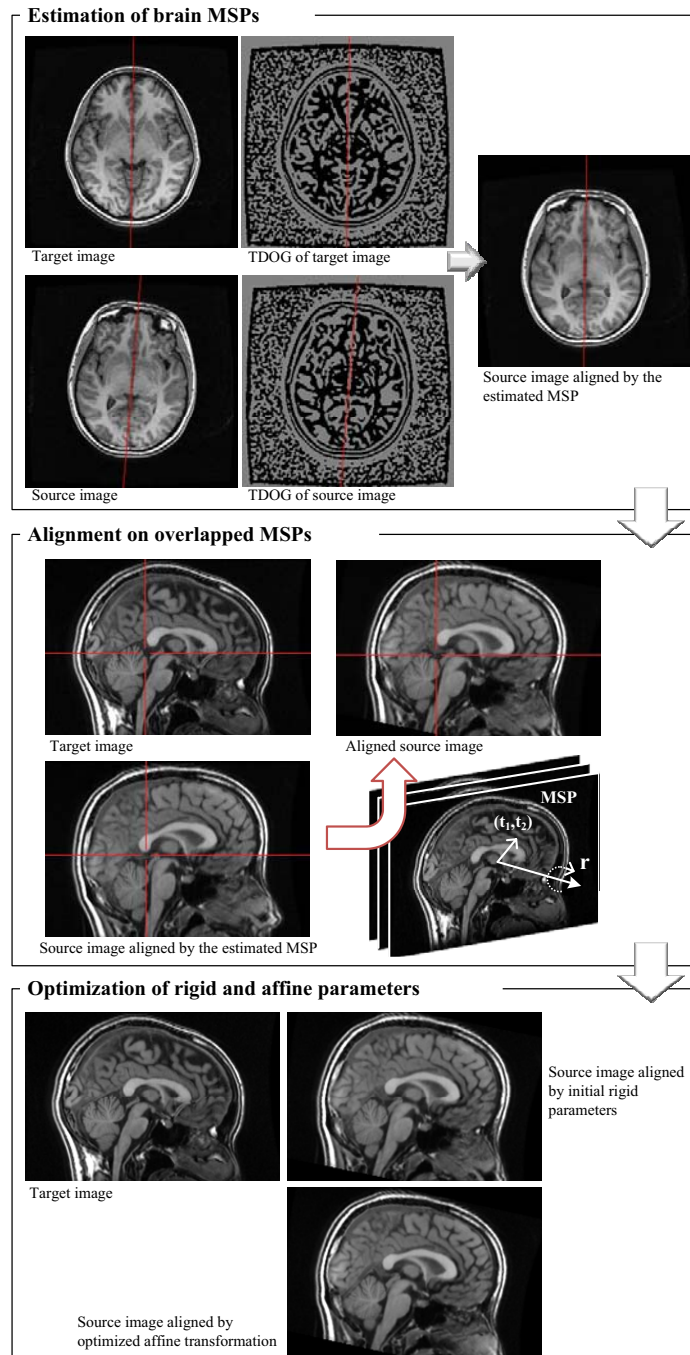 Estimation of brain MSPs
Target image
TDOG of target image
Source image
TDOG of source image
Source image aligned by the
estimated MSP
Alignment on overlapped MSPs
Target image
Aligned source image
Source image aligned by the estimated MSP
MSP
(t₁,t₂)
r
Optimization of rigid and affine parameters
Target image
Source image aligned
by initial rigid
parameters
Source image aligned by
optimized affine transformation